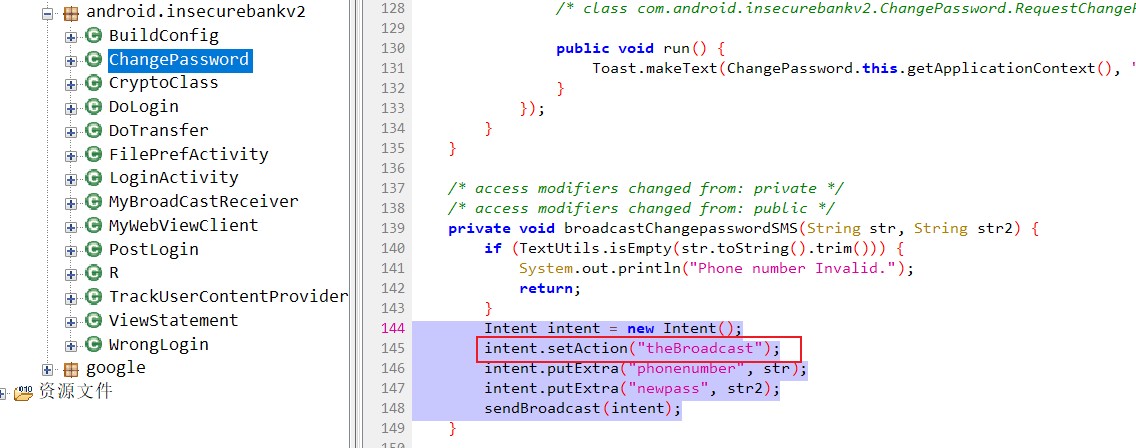 android.insecurebankv2
BuildConfig
ChangePassword
CryptoClass
DoLogin
DoTransfer
FilePrefActivity
LoginActivity
MyBroadCastReceiver
MyWebViewClient
PostLogin
R
TrackUserContentProvider
ViewStatement
WrongLogin
google
资源文件
128 /* class com.android.insecurebankv2.ChangePassword.RequestChangeP
129
130 public void run() {
131 Toast.makeText(ChangePassword.this.getApplicationContext(), "
132 }
133 });
134 }
135 }
136
137 /* access modifiers changed from: private */
138 /* access modifiers changed from: public */
139 private void broadcastChangepasswordSMS(String str, String str2) {
140 if (TextUtils.isEmpty(str.toString().trim())) {
141 System.out.println("Phone number Invalid.");
142 return;
143 }
144 Intent intent = new Intent();
145 intent.setAction("theBroadcast");
146 intent.putExtra("phonenumber", str);
147 intent.putExtra("newpass", str2);
148 sendBroadcast(intent);
149 }